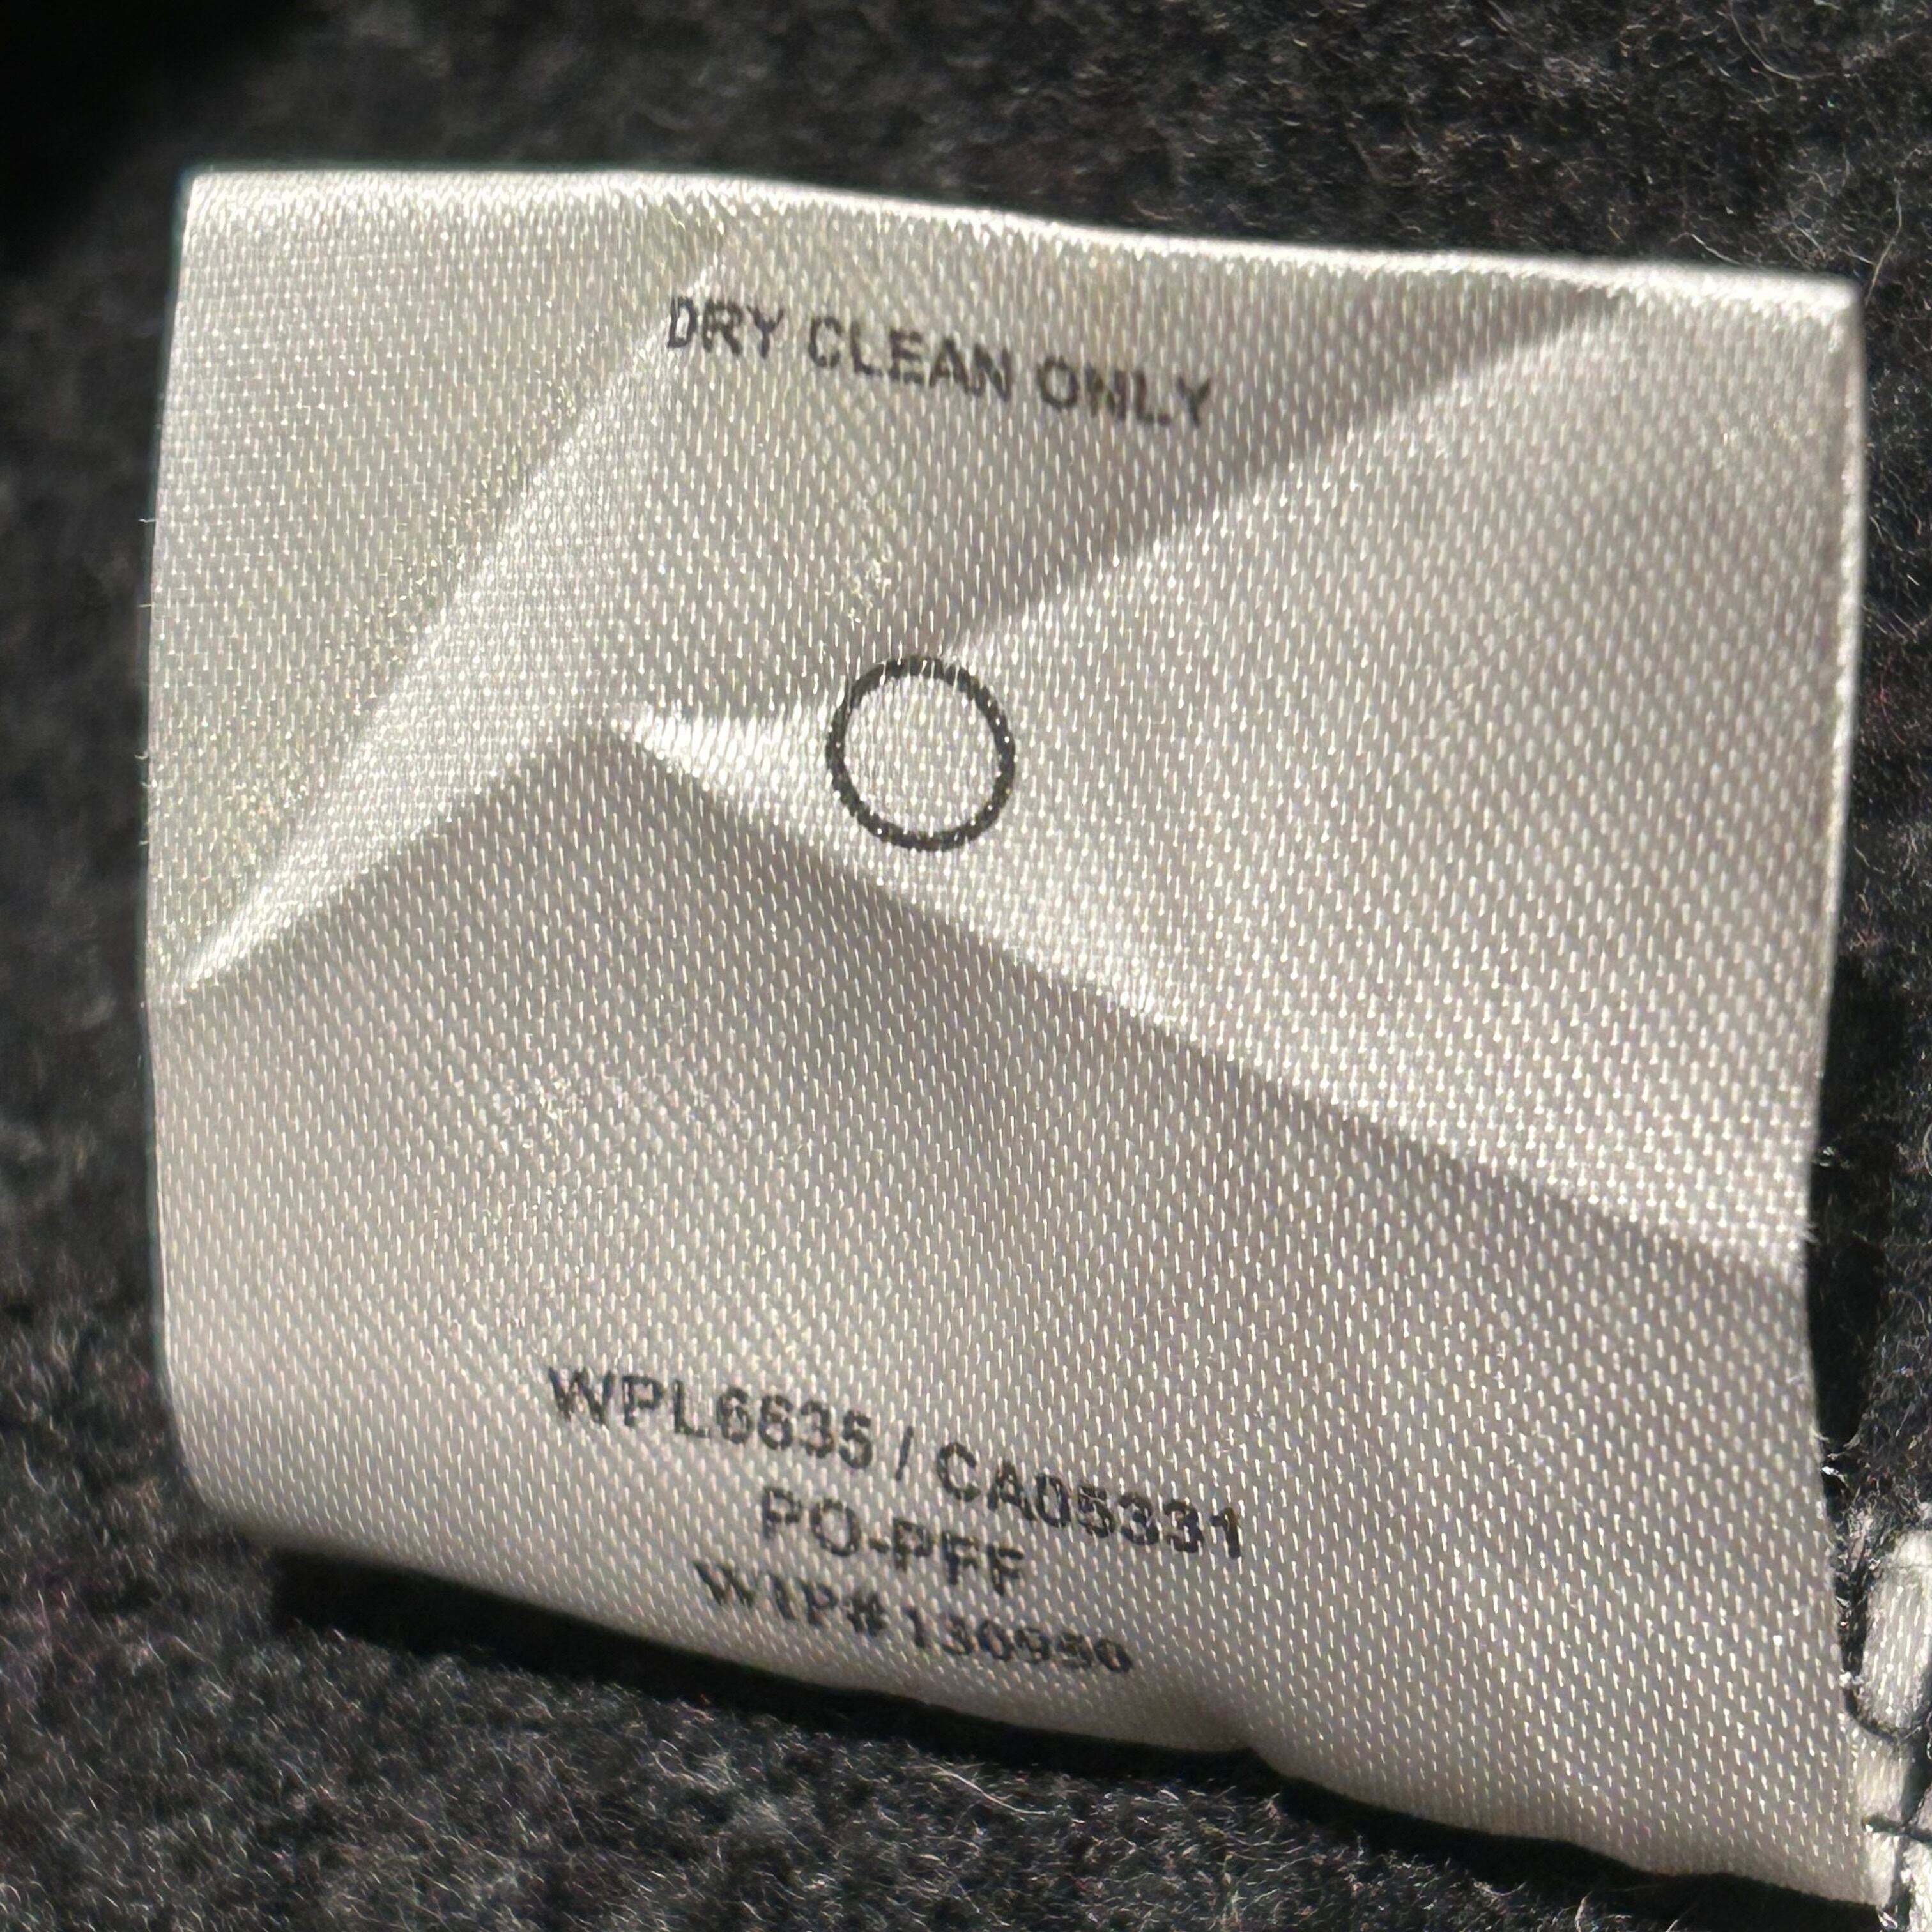 DRY CLEAN ONLY
WPL6635 / CA05331
PO-PFF
WIP#130990